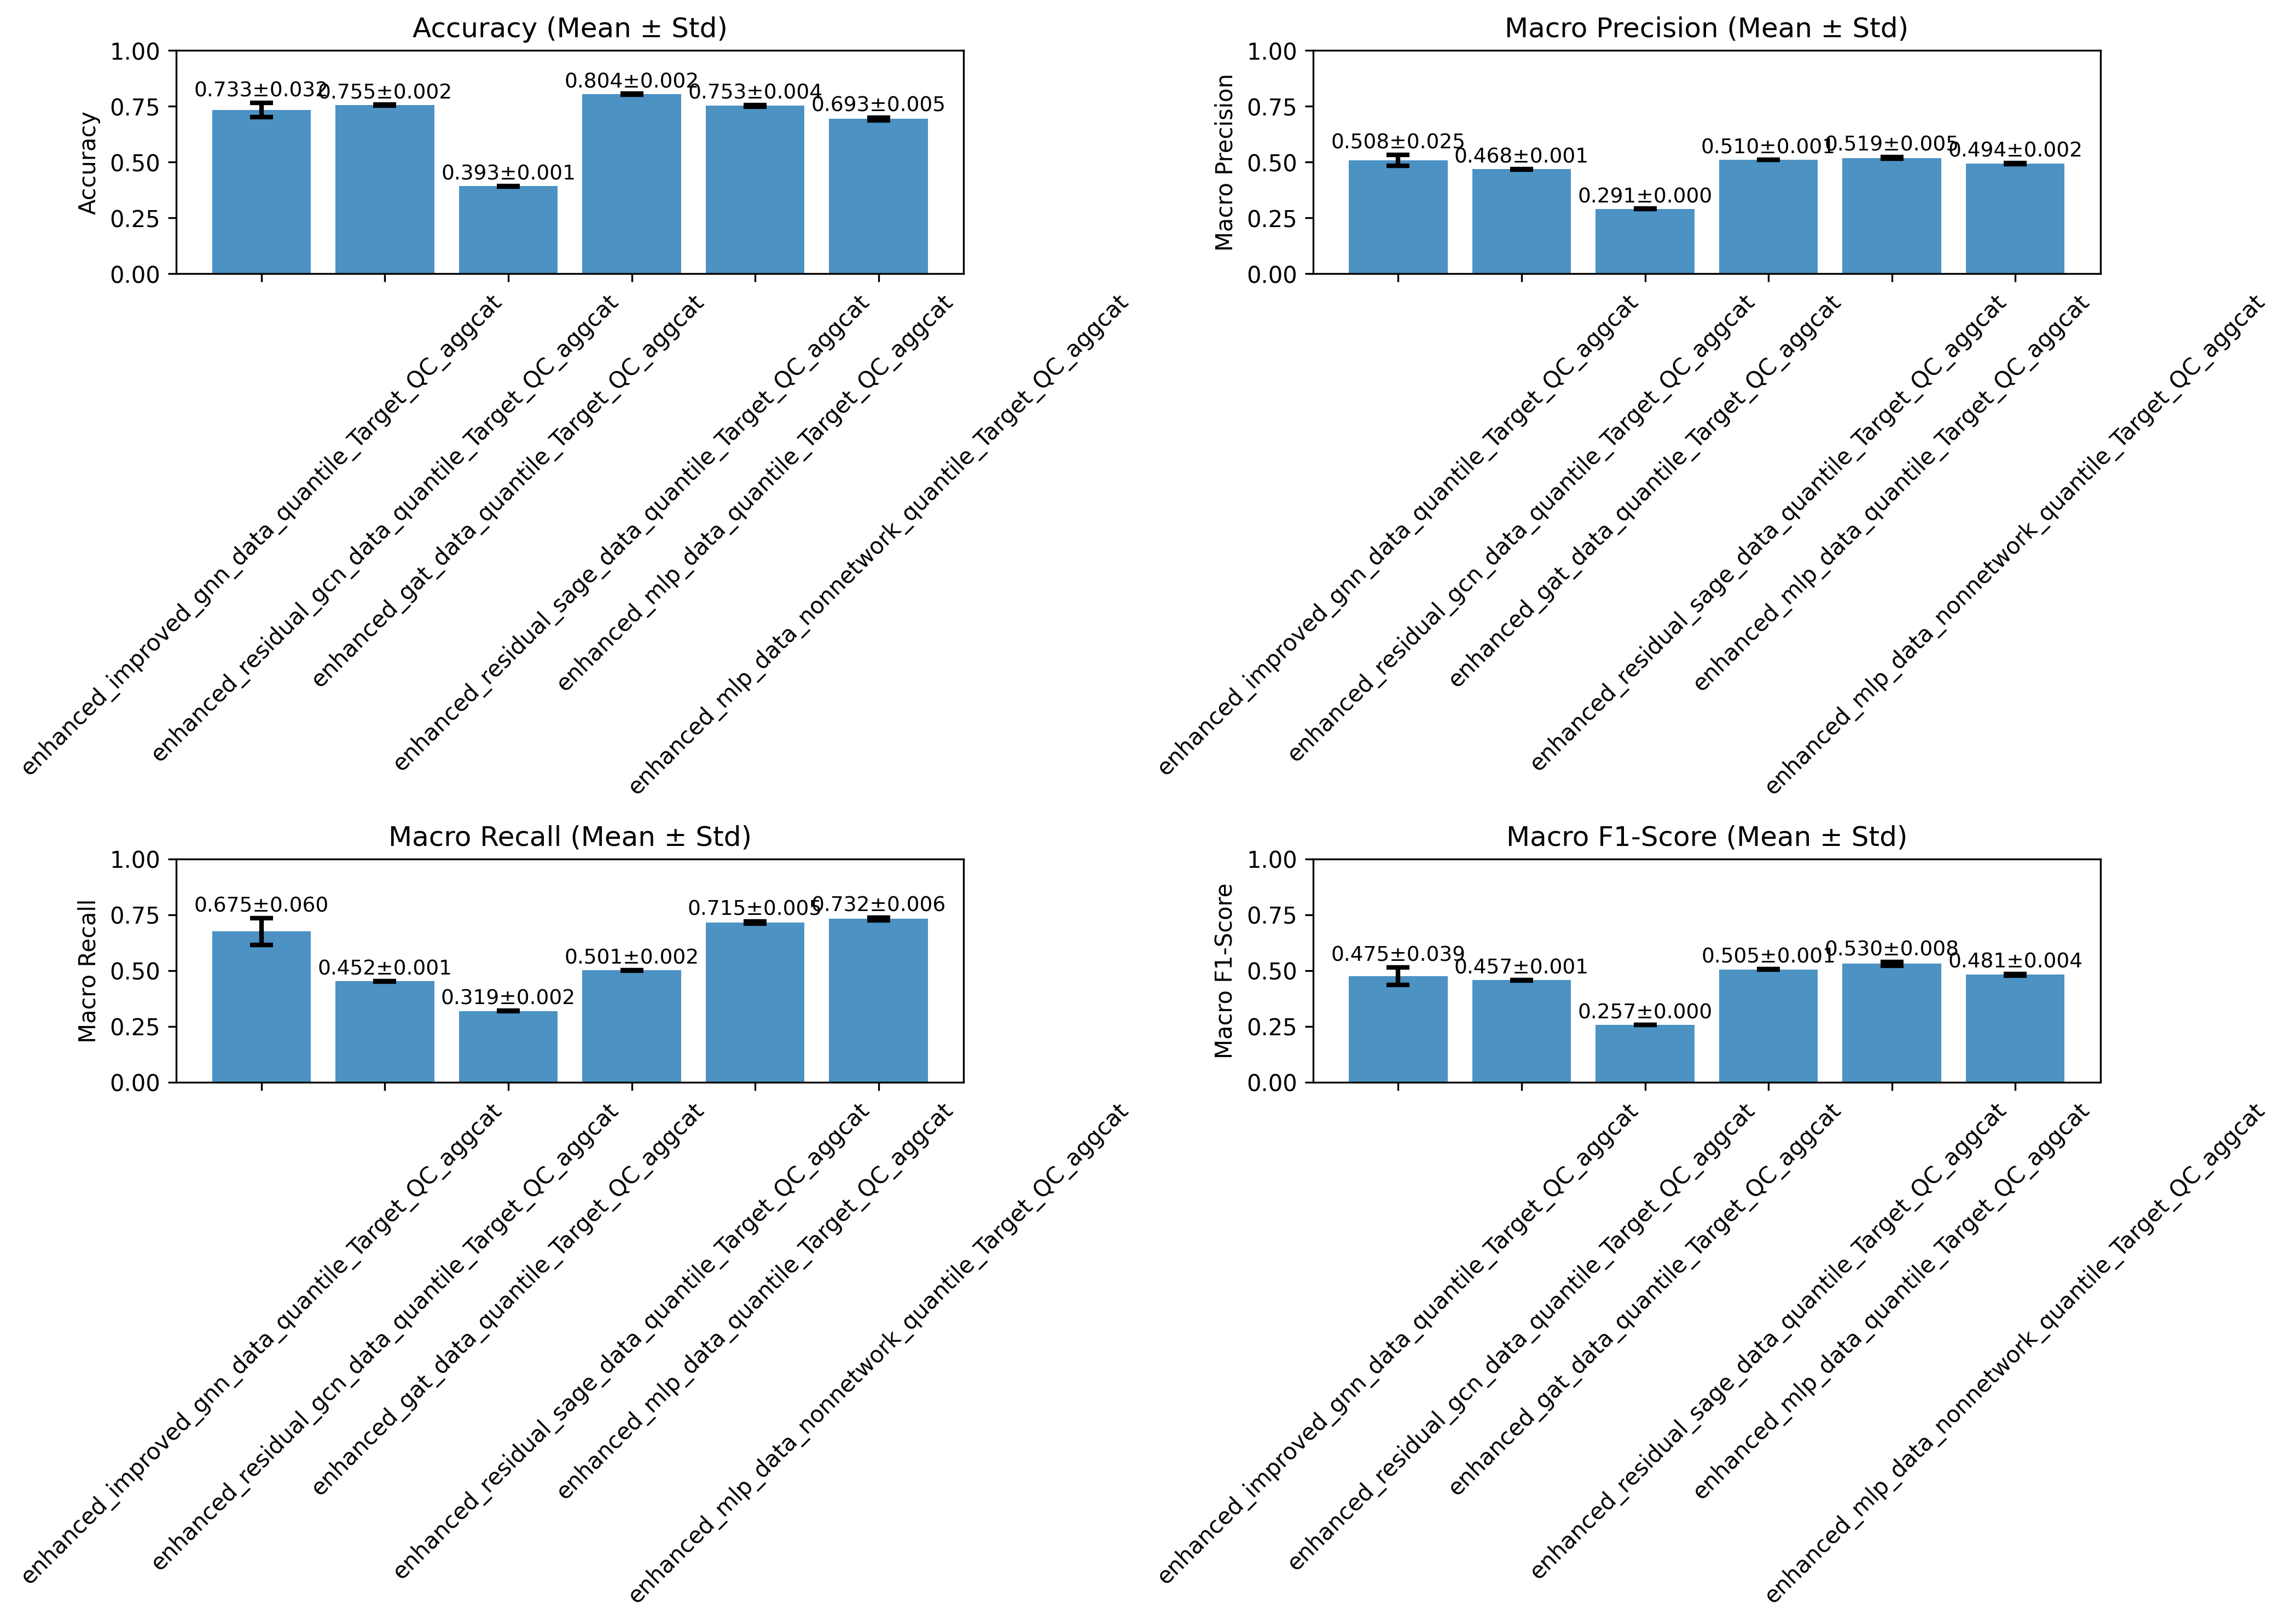 Accuracy (Mean ± Std)
Accuracy
1.00
0.75
0.50
0.25
0.00
0.733±0.032
0.755±0.002
0.393±0.001
0.804±0.002
0.753±0.004
0.693±0.005
enhanced_improved_gnn_data_quantile_Target_QC_aggcat
enhanced_residual_gcn_data_quantile_Target_QC_aggcat
enhanced_gat_data_quantile_Target_QC_aggcat
enhanced_residual_sage_data_quantile_Target_QC_aggcat
enhanced_mlp_data_quantile_Target_QC_aggcat
enhanced_mlp_data_nonnetwork_quantile_Target_QC_aggcat
Macro Precision (Mean ± Std)
Macro Precision
1.00
0.75
0.50
0.25
0.00
0.508±0.025
0.468±0.001
0.291±0.000
0.510±0.001
0.519±0.005
0.494±0.002
enhanced_improved_gnn_data_quantile_Target_QC_aggcat
enhanced_residual_gcn_data_quantile_Target_QC_aggcat
enhanced_gat_data_quantile_Target_QC_aggcat
enhanced_residual_sage_data_quantile_Target_QC_aggcat
enhanced_mlp_data_quantile_Target_QC_aggcat
enhanced_mlp_data_nonnetwork_quantile_Target_QC_aggcat
Macro Recall (Mean ± Std)
Macro Recall
1.00
0.75
0.50
0.25
0.00
0.675±0.060
0.452±0.001
0.319±0.002
0.501±0.002
0.715±0.005
0.732±0.006
enhanced_improved_gnn_data_quantile_Target_QC_aggcat
enhanced_residual_gcn_data_quantile_Target_QC_aggcat
enhanced_gat_data_quantile_Target_QC_aggcat
enhanced_residual_sage_data_quantile_Target_QC_aggcat
enhanced_mlp_data_quantile_Target_QC_aggcat
enhanced_mlp_data_nonnetwork_quantile_Target_QC_aggcat
Macro F1-Score (Mean ± Std)
Macro F1-Score
1.00
0.75
0.50
0.25
0.00
0.475±0.039
0.457±0.001
0.257±0.000
0.505±0.001
0.530±0.008
0.481±0.004
enhanced_improved_gnn_data_quantile_Target_QC_aggcat
enhanced_residual_gcn_data_quantile_Target_QC_aggcat
enhanced_gat_data_quantile_Target_QC_aggcat
enhanced_residual_sage_data_quantile_Target_QC_aggcat
enhanced_mlp_data_quantile_Target_QC_aggcat
enhanced_mlp_data_nonnetwork_quantile_Target_QC_aggcat